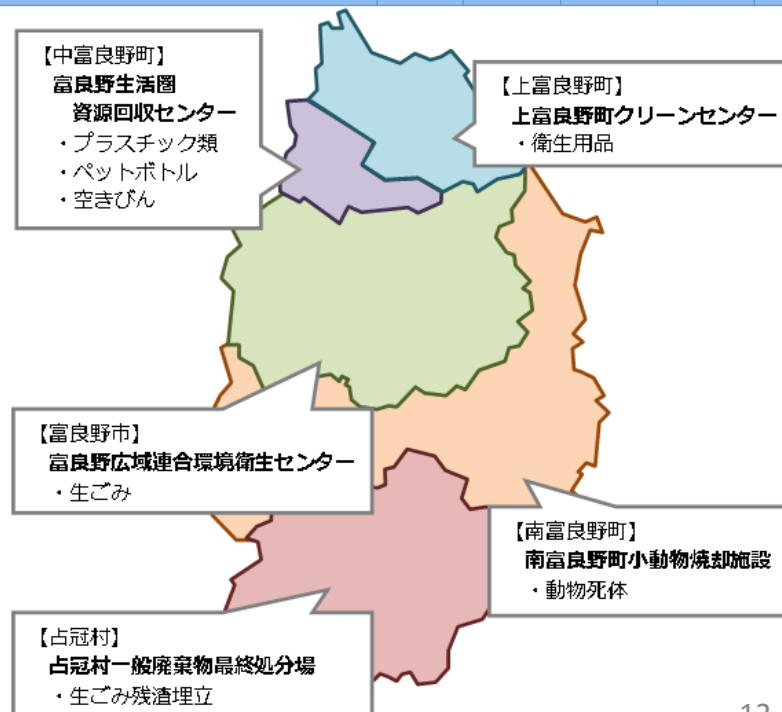 【中富良野町】
富良野生活圏
資源回収センター
・プラスチック類
・ペットボトル
・空きびん
【上富良野町】
上富良野町クリーンセンター
・衛生用品
【富良野市】
富良野広域連合環境衛生センター
・生ごみ
【南富良野町】
南富良野町小動物焼却施設
・動物死体
【占冠村】
占冠村一般廃棄物最終処分場
・生ごみ残渣埋立